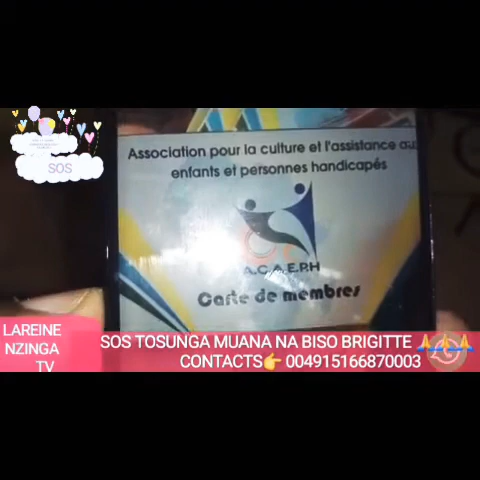 SOS
Association pour la culture et l'assistance aux
enfants et personnes handicapés
A.C.A.E.P.H
Carte de membres
LAREINE
NZINGA
TV
SOS TOSUNGA MUANA NA BISO BRIGITTE 🙏🙏🙏
CONTACTS👉 004915166870003